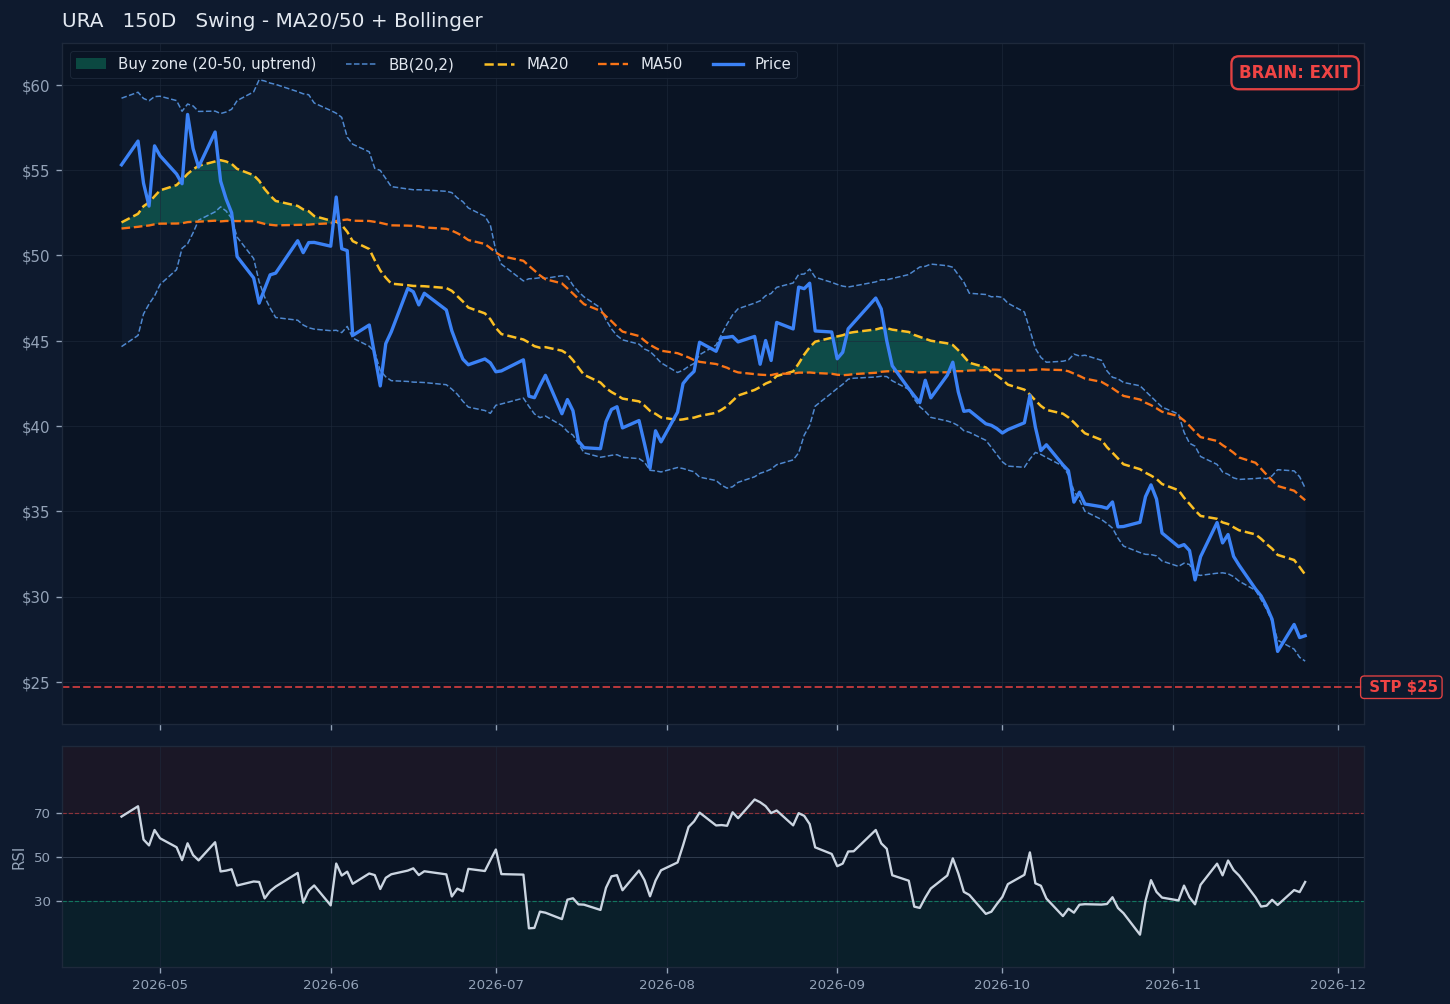 URA 150D Swing - MA20/50 + Bollinger
Buy zone (20-50, uptrend) BB(20,2) MA20 MA50 Price
BRAIN: EXIT
$60
$55
$50
$45
$40
$35
$30
$25
STP $25
RSI
70
50
30
2026-05 2026-06 2026-07 2026-08 2026-09 2026-10 2026-11 2026-12